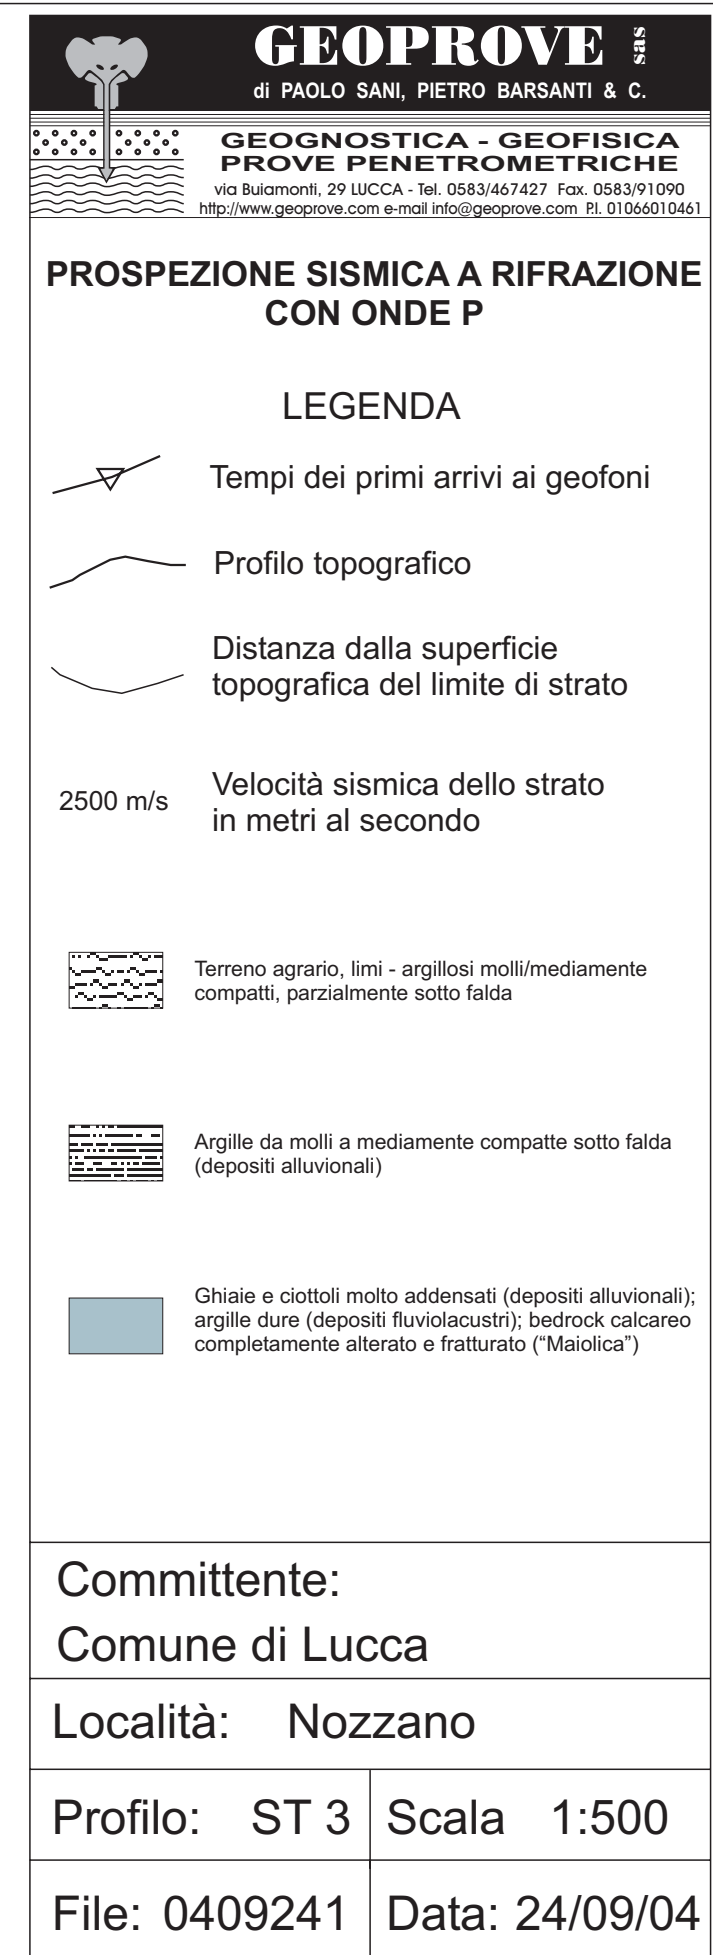 GEOPROVE sas
di PAOLO SANI, PIETRO BARSANTI & C.
GEOGNOSTICA - GEOFISICA
PROVE PENETROMETRICHE
via Buiamonti, 29 LUCCA - Tel. 0583/467427 Fax. 0583/91090
http://www.geoprove.com e-mail info@geoprove.com P.I. 01066010461
PROSPEZIONE SISMICA A RIFRAZIONE
CON ONDE P
LEGENDA
Tempi dei primi arrivi ai geofoni
Profilo topografico
Distanza dalla superficie
topografica del limite di strato
2500 m/s
Velocità sismica dello strato
in metri al secondo
Terreno agrario, limi - argillosi molli/mediamente
compatti, parzialmente sotto falda
Argille da molli a mediamente compatte sotto falda
(depositi alluvionali)
Ghiaie e ciottoli molto addensati (depositi alluvionali);
argille dure (depositi fluviolacustri); bedrock calcareo
completamente alterato e fratturato (“Maiolica”)
Committente:
Comune di Lucca
Località: Nozzano
Profilo: ST 3 Scala 1:500
File: 0409241 Data: 24/09/04